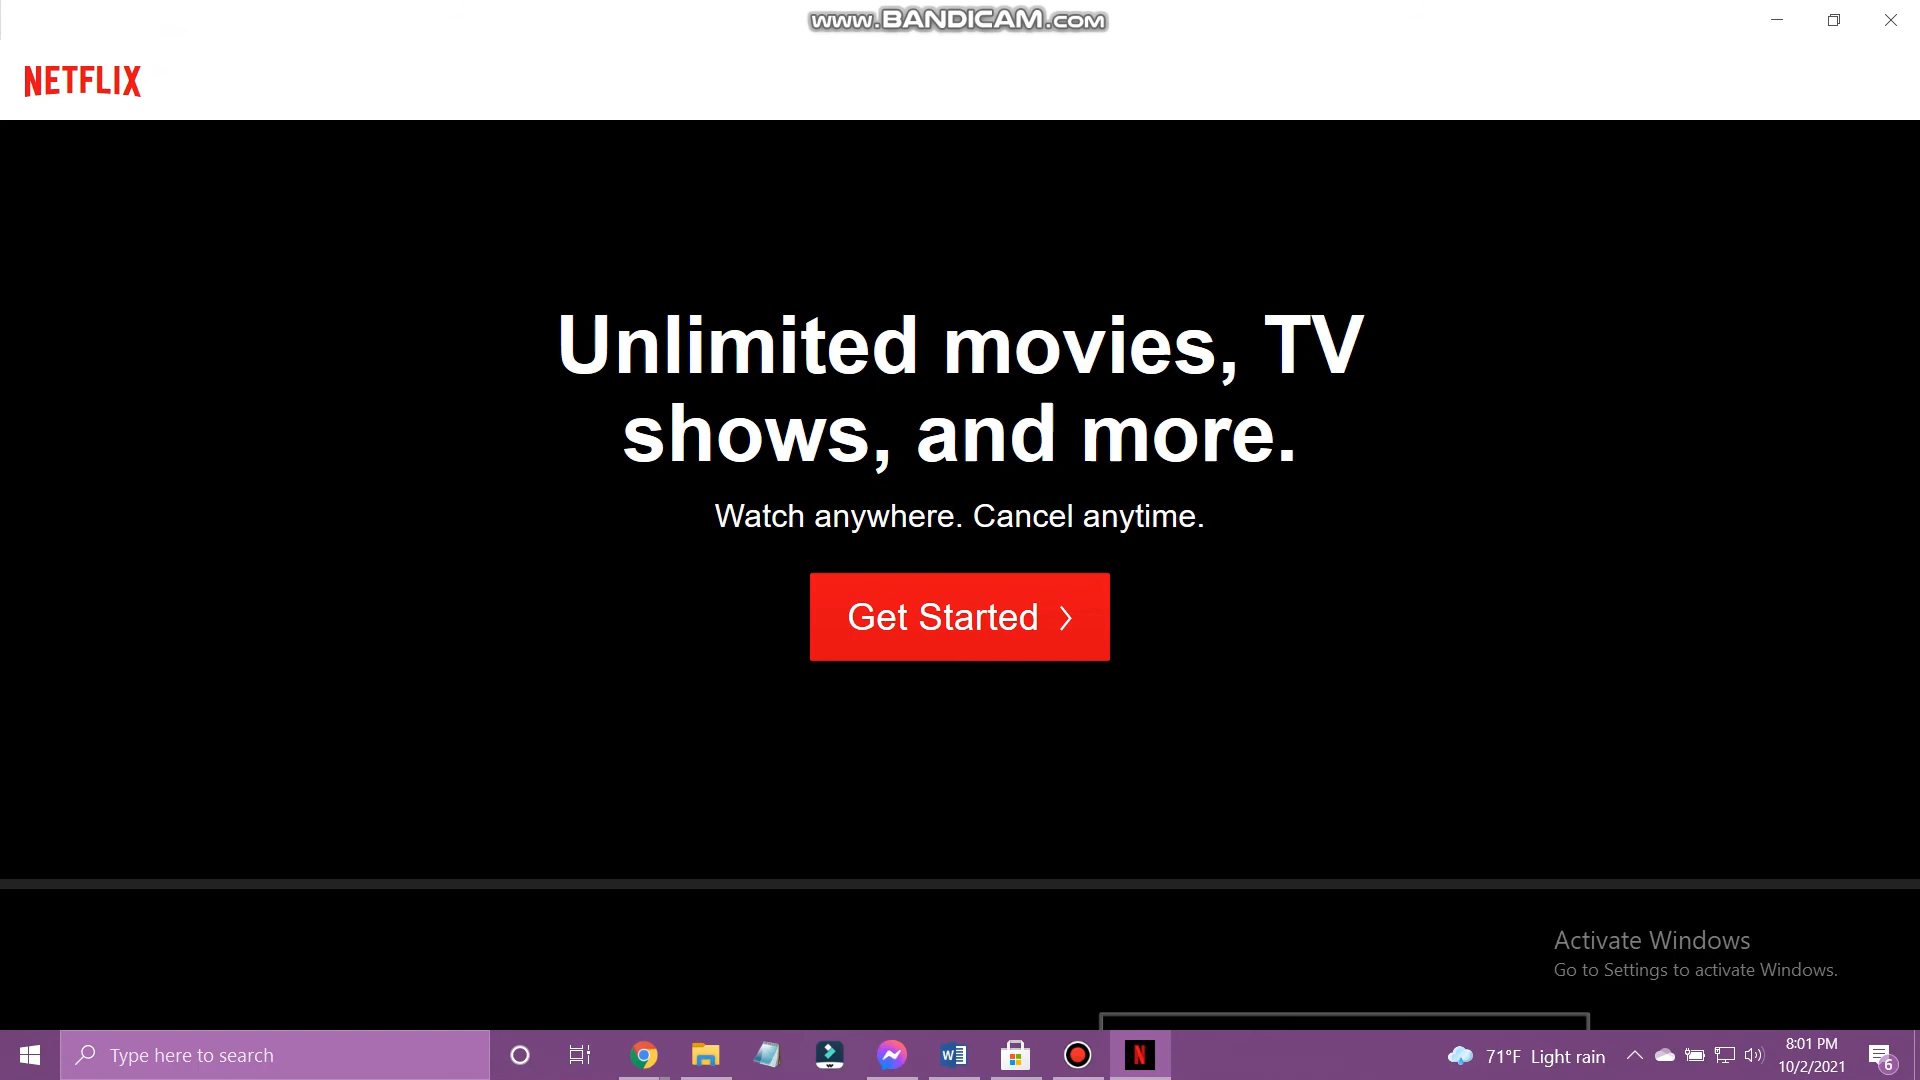 www.BANDICAM.com
NETFLIX
Unlimited movies, TV
shows, and more.
Watch anywhere. Cancel anytime.
Get Started
Activate Windows
Go to Settings to activate Windows.
Type here to search
W
N
71°F Light rain
8:01 PM
10/2/2021
6